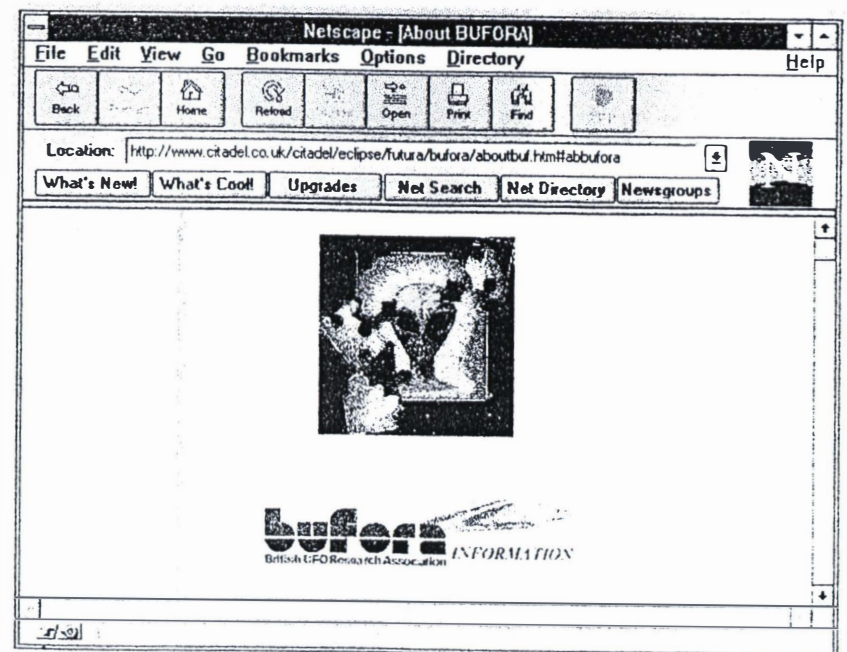 Netscape - [About BUFORA]
File Edit View Go Bookmarks Options Directory Help
Back Home Reload Open Print Find
Location: http://www.citadel.co.uk/citadel/eclipse/futura/bufora/aboutbuf.htm#abbufora
What's New! What's Cool! Upgrades Net Search Net Directory Newsgroups
N
bufora
British UFO Research Association INFORMATION